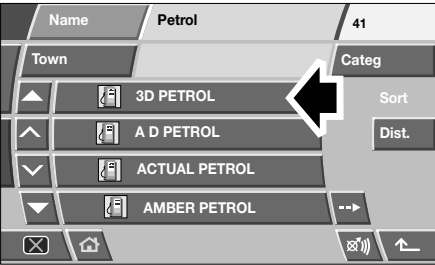 Name Petrol 41
Town Categ
3D PETROL Sort
A D PETROL Dist.
ACTUAL PETROL
AMBER PETROL